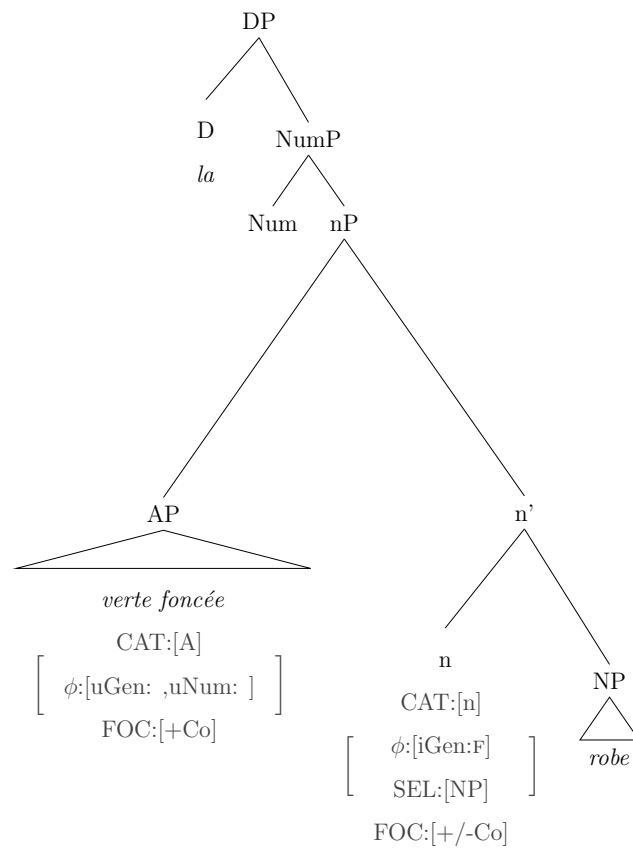 DP
D
NumP
la
Num
nP
AP
n'
verte foncée
CAT:[A]
ϕ:[uGen: ,uNum: ]
FOC:[+Co]
n
NP
CAT:[n]
ϕ:[iGen:F]
SEL:[NP]
FOC:[+/-Co]
robe